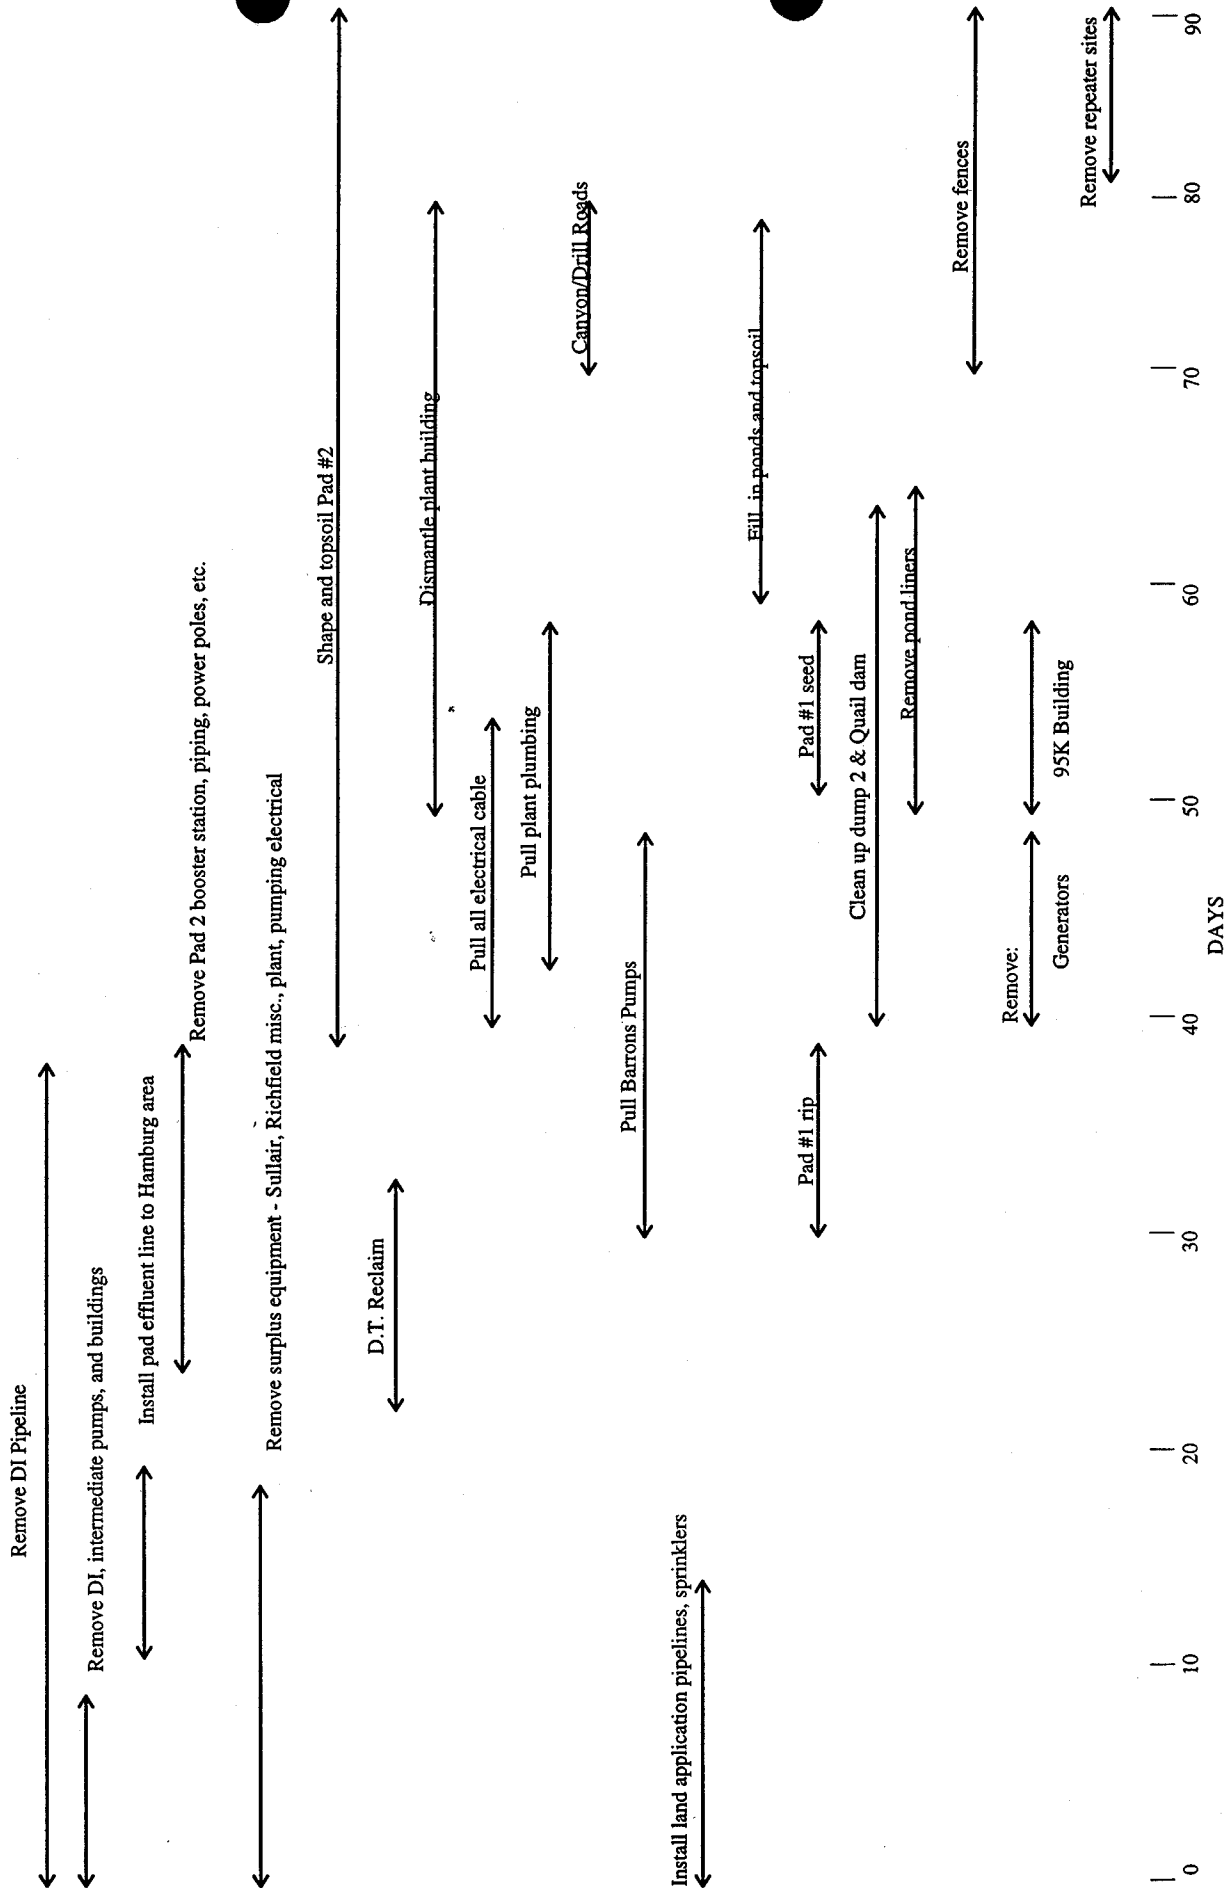 Remove DI Pipeline
Remove DI, intermediate pumps, and buildings
Install pad effluent line to Hamburg area
Remove Pad 2 booster station, piping, power poles, etc.
Remove surplus equipment - Sullair, Richfield misc., plant, pumping electrical
Shape and topsoil Pad #2
D.T. Reclaim
Dismantle plant building
Pull all electrical cable
Pull plant plumbing
Canyon/Drill Roads
Pull Barrons Pumps
Install land application pipelines, sprinklers
Fill in ponds and topsoil
Pad #1 rip
Pad #1 seed
Clean up dump 2 & Quail dam
Remove pond liners
Remove fences
Remove:
Generators
95K Building
Remove repeater sites
0 10 20 30 40 50 60 70 80 90
DAYS